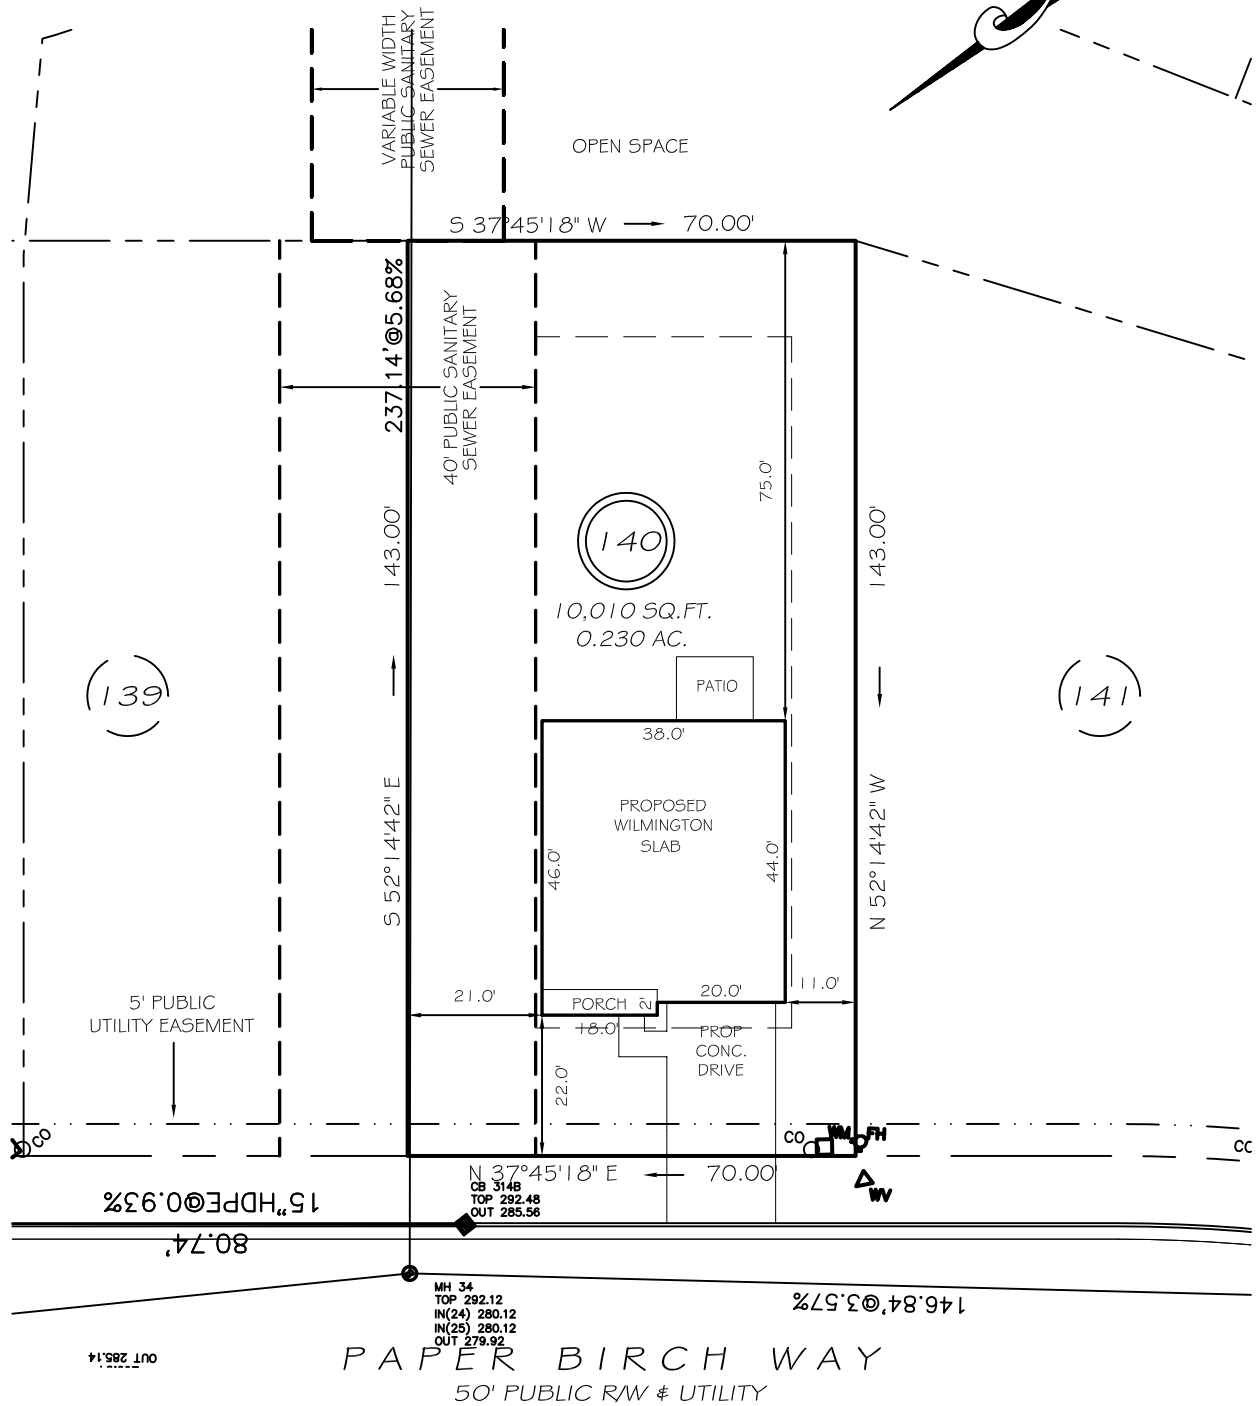 VARIABLE WIDTH
PUBLIC SANITARY
SEWER EASEMENT
OPEN SPACE
S 37°45'18" W 70.00'
237.14'@5.68%
40' PUBLIC SANITARY
SEWER EASEMENT
75.0'
143.00'
143.00'
140
10,010 SQ.FT.
0.230 AC.
139
141
PATIO
38.0'
PROPOSED
WILMINGTON
SLAB
46.0'
44.0'
S 52°14'42" E
N 52°14'42" W
5' PUBLIC
UTILITY EASEMENT
21.0'
PORCH
2'
20.0'
11.0'
18.0'
PROP
CONC.
DRIVE
22.0'
CO
CO
WM
FH
CO
WV
N 37°45'18" E 70.00'
CB 314B
TOP 292.48
OUT 285.56
15" HDPE@0.93%
80.74'
MH 34
TOP 292.12
IN(24) 280.12
IN(25) 280.12
OUT 279.92
146.84'@3.57%
OUT 285.14
PAPER BIRCH WAY
50' PUBLIC R/W & UTILITY